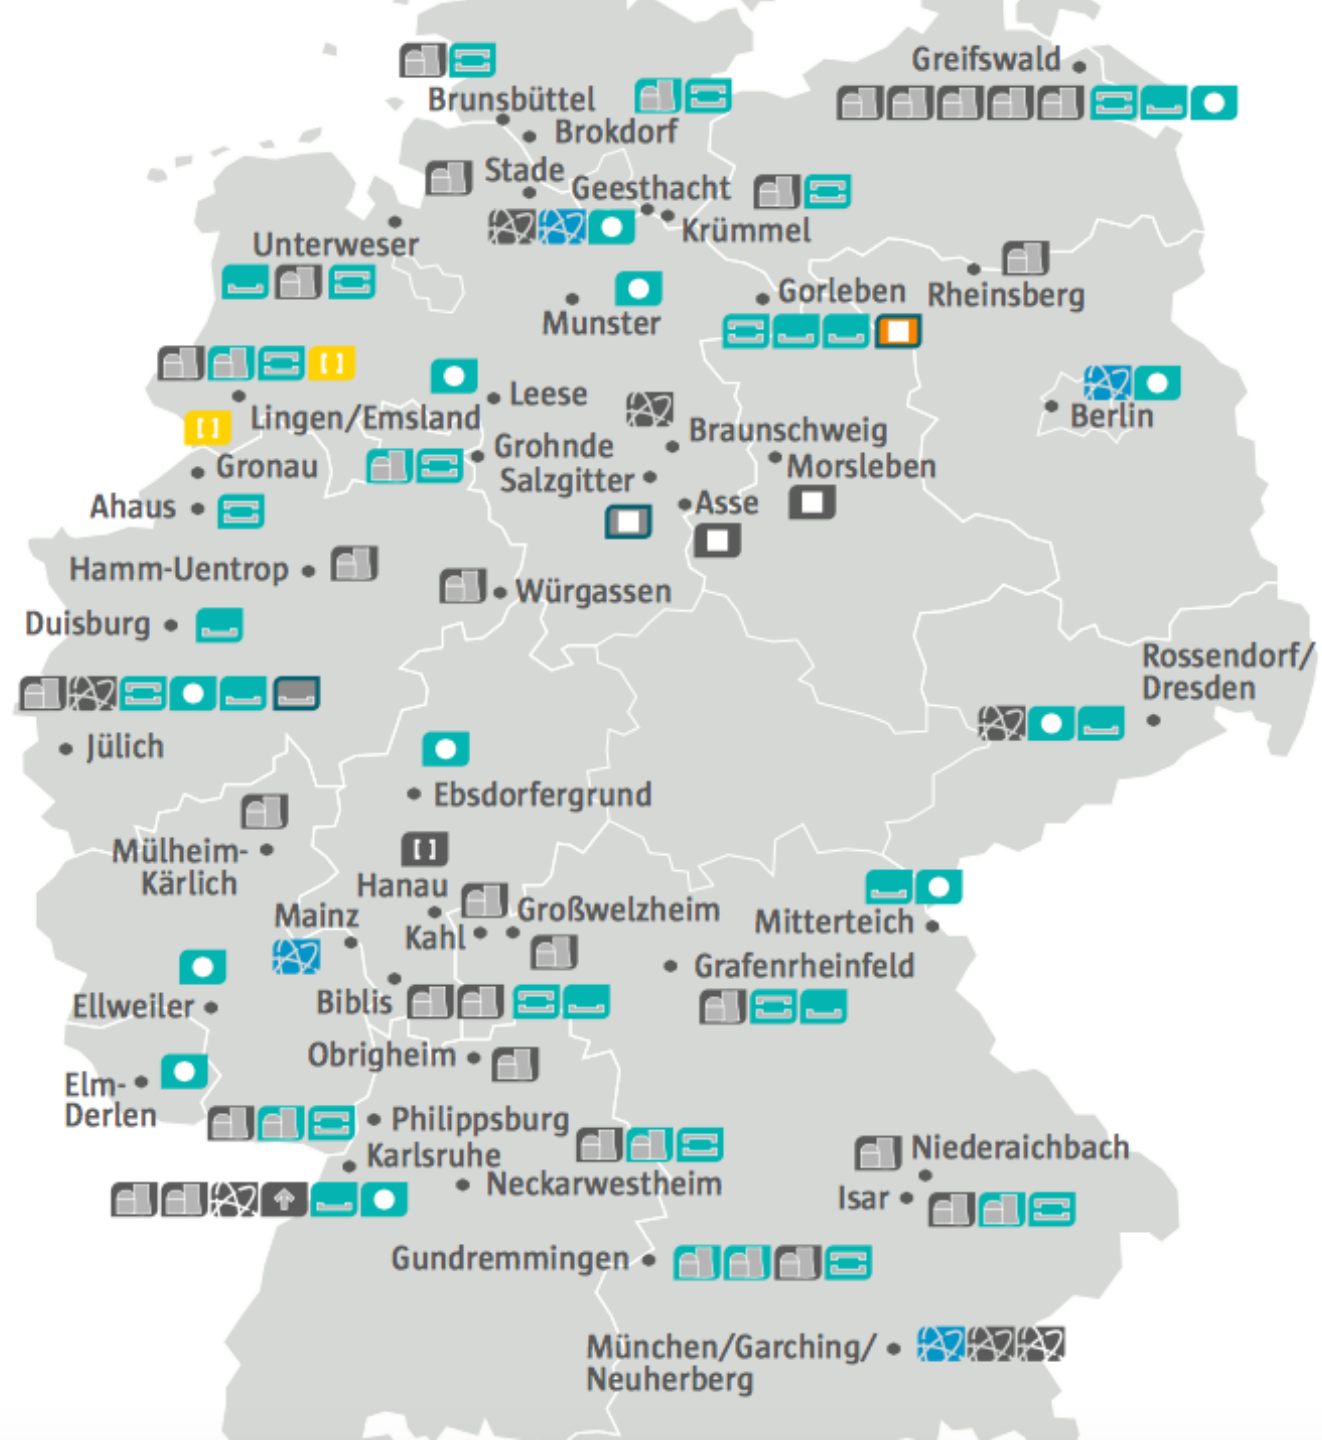 Greifswald
Brunsbüttel
Brokdorf
Stade
Geesthacht
Krümmel
Unterweser
Gorleben
Rheinsberg
Munster
Leese
Lingen/Emsland
Berlin
Braunschweig
Grohnde
Gronau
Morsleben
Salzgitter
Ahaus
Asse
Hamm-Uentrop
Würgassen
Duisburg
Rossendorf/
Dresden
Jülich
Ebsdorfergrund
Mülheim-
Kärlich
Hanau
Großwelzheim
Mainz
Kahl
Mitterteich
Grafenrheinfeld
Ellweiler
Biblis
Obrigheim
Elm-
Derlen
Philippsburg
Karlsruhe
Niederaichbach
Neckarwestheim
Isar
Gundremmingen
München/Garching/
Neuherberg